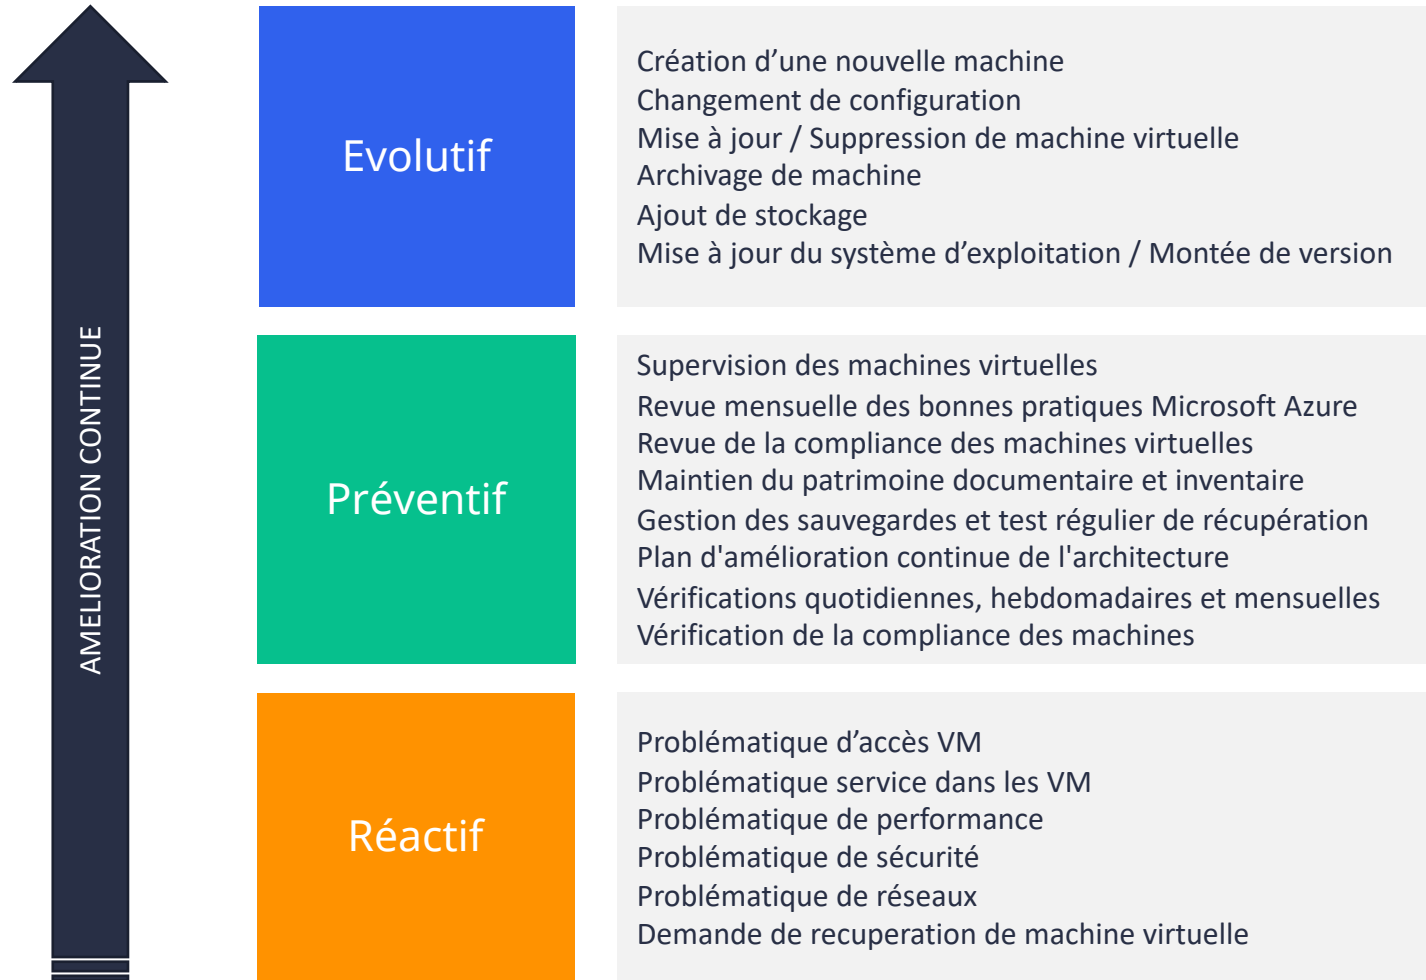 AMELIORATION CONTINUE
Evolutif
Création d’une nouvelle machine
Changement de configuration
Mise à jour / Suppression de machine virtuelle
Archivage de machine
Ajout de stockage
Mise à jour du système d’exploitation / Montée de version
Préventif
Supervision des machines virtuelles
Revue mensuelle des bonnes pratiques Microsoft Azure
Revue de la compliance des machines virtuelles
Maintien du patrimoine documentaire et inventaire
Gestion des sauvegardes et test régulier de récupération
Plan d'amélioration continue de l'architecture
Vérifications quotidiennes, hebdomadaires et mensuelles
Vérification de la compliance des machines
Réactif
Problématique d’accès VM
Problématique service dans les VM
Problématique de performance
Problématique de sécurité
Problématique de réseaux
Demande de recuperation de machine virtuelle